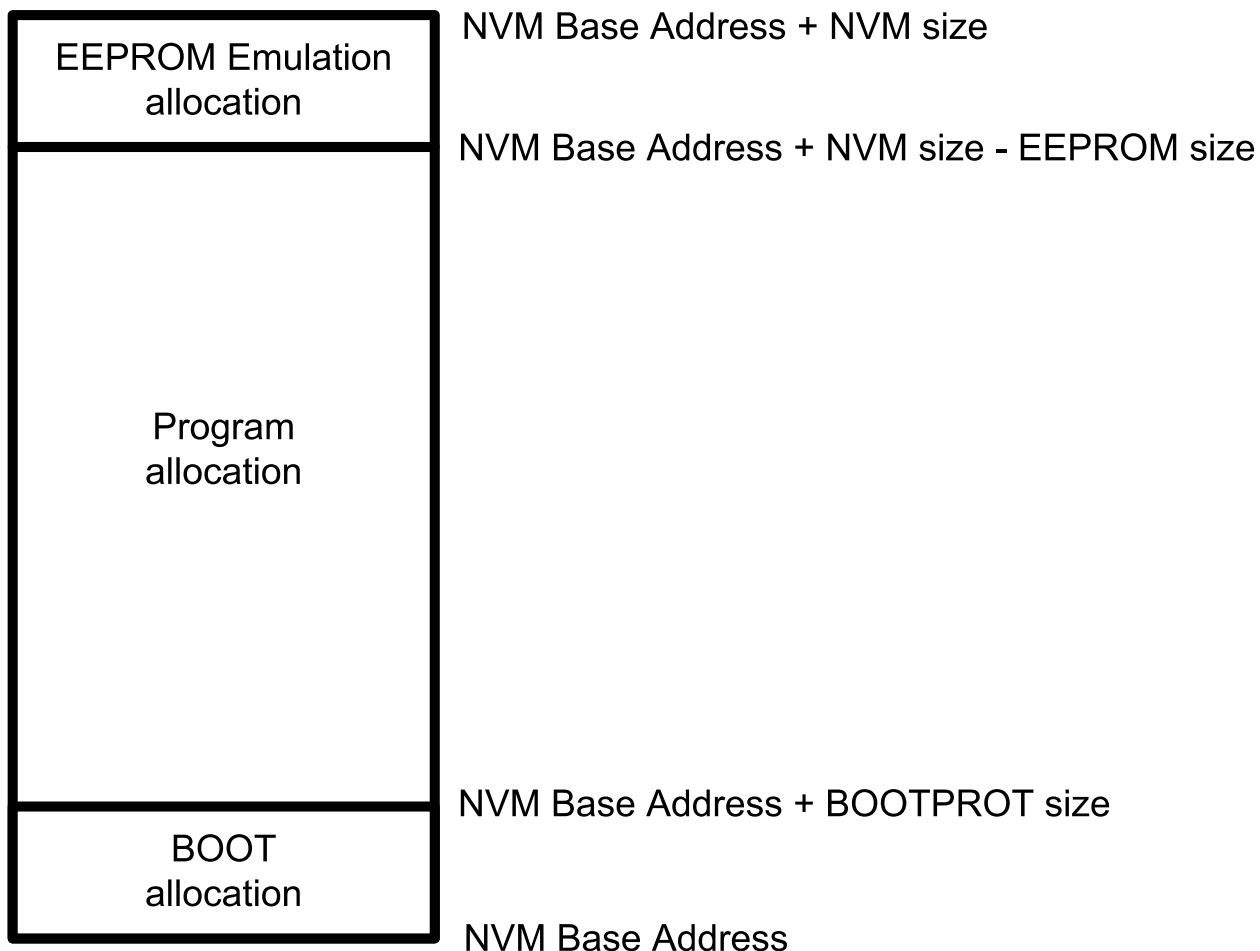 NVM Base Address + NVM size
EEPROM Emulation
allocation
NVM Base Address + NVM size - EEPROM size
Program
allocation
NVM Base Address + BOOTPROT size
BOOT
allocation
NVM Base Address